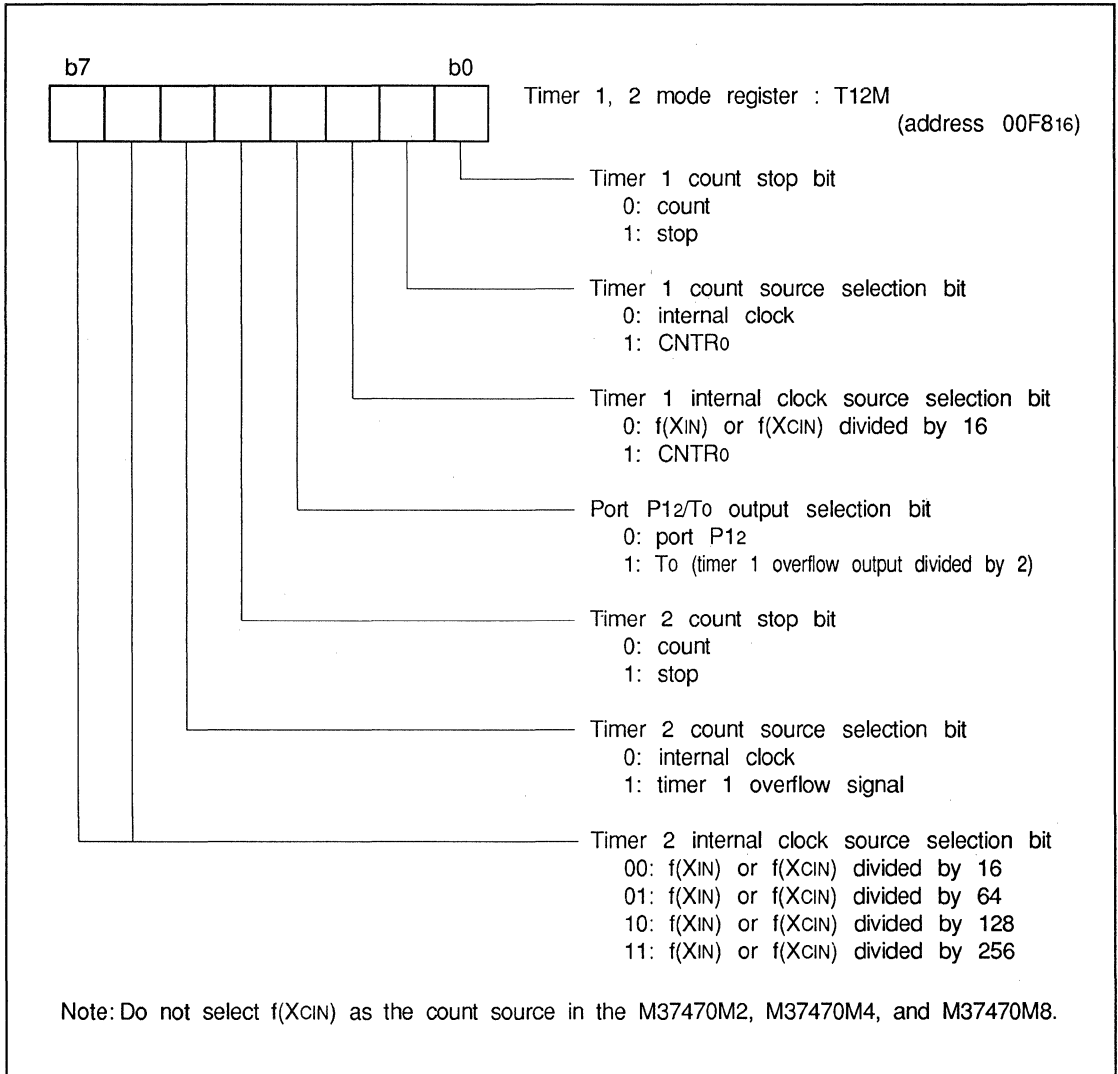 b7 b0
Timer 1, 2 mode register : T12M
(address 00F816)
Timer 1 count stop bit
0: count
1: stop
Timer 1 count source selection bit
0: internal clock
1: CNTR0
Timer 1 internal clock source selection bit
0: f(XIN) or f(XCIN) divided by 16
1: CNTR0
Port P12/T0 output selection bit
0: port P12
1: T0 (timer 1 overflow output divided by 2)
Timer 2 count stop bit
0: count
1: stop
Timer 2 count source selection bit
0: internal clock
1: timer 1 overflow signal
Timer 2 internal clock source selection bit
00: f(XIN) or f(XCIN) divided by 16
01: f(XIN) or f(XCIN) divided by 64
10: f(XIN) or f(XCIN) divided by 128
11: f(XIN) or f(XCIN) divided by 256
Note: Do not select f(XCIN) as the count source in the M37470M2, M37470M4, and M37470M8.